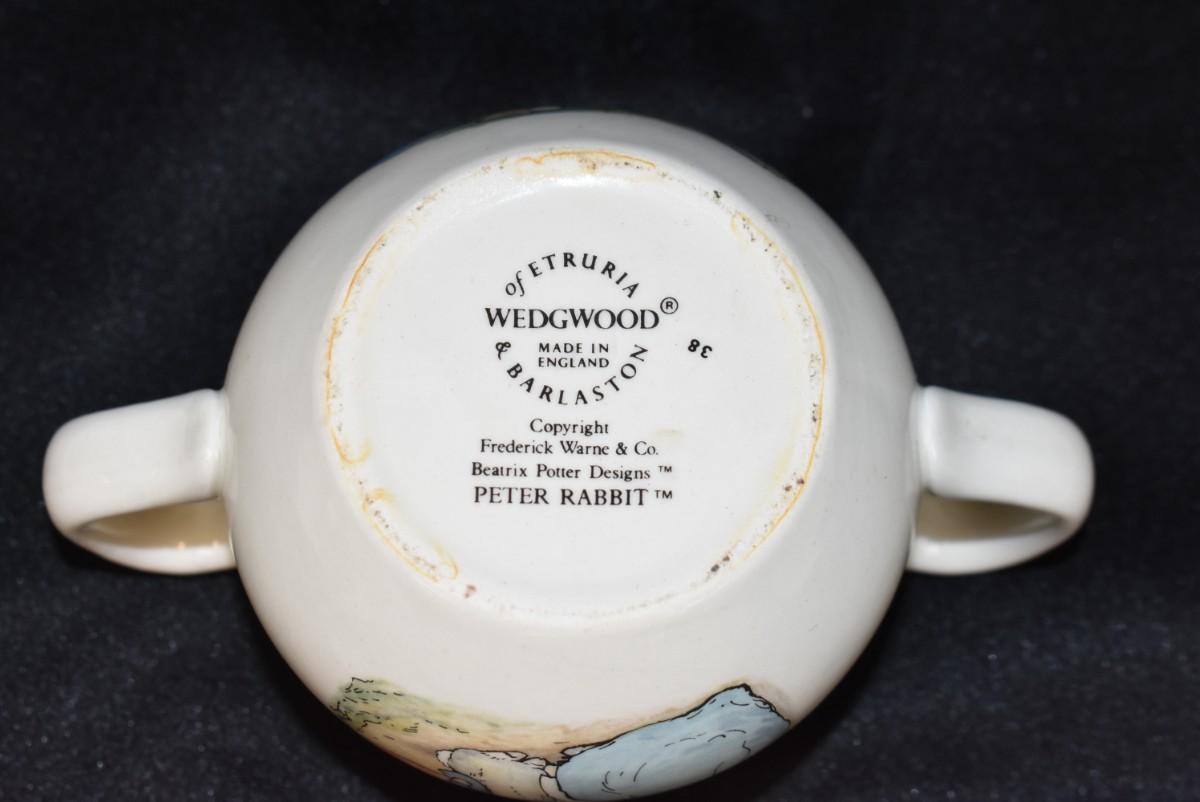 of ETRURIA
WEDGWOOD®
MADE IN
ENGLAND
& BARLASTON
38
Copyright
Frederick Warne & Co.
Beatrix Potter Designs ™
PETER RABBIT ™